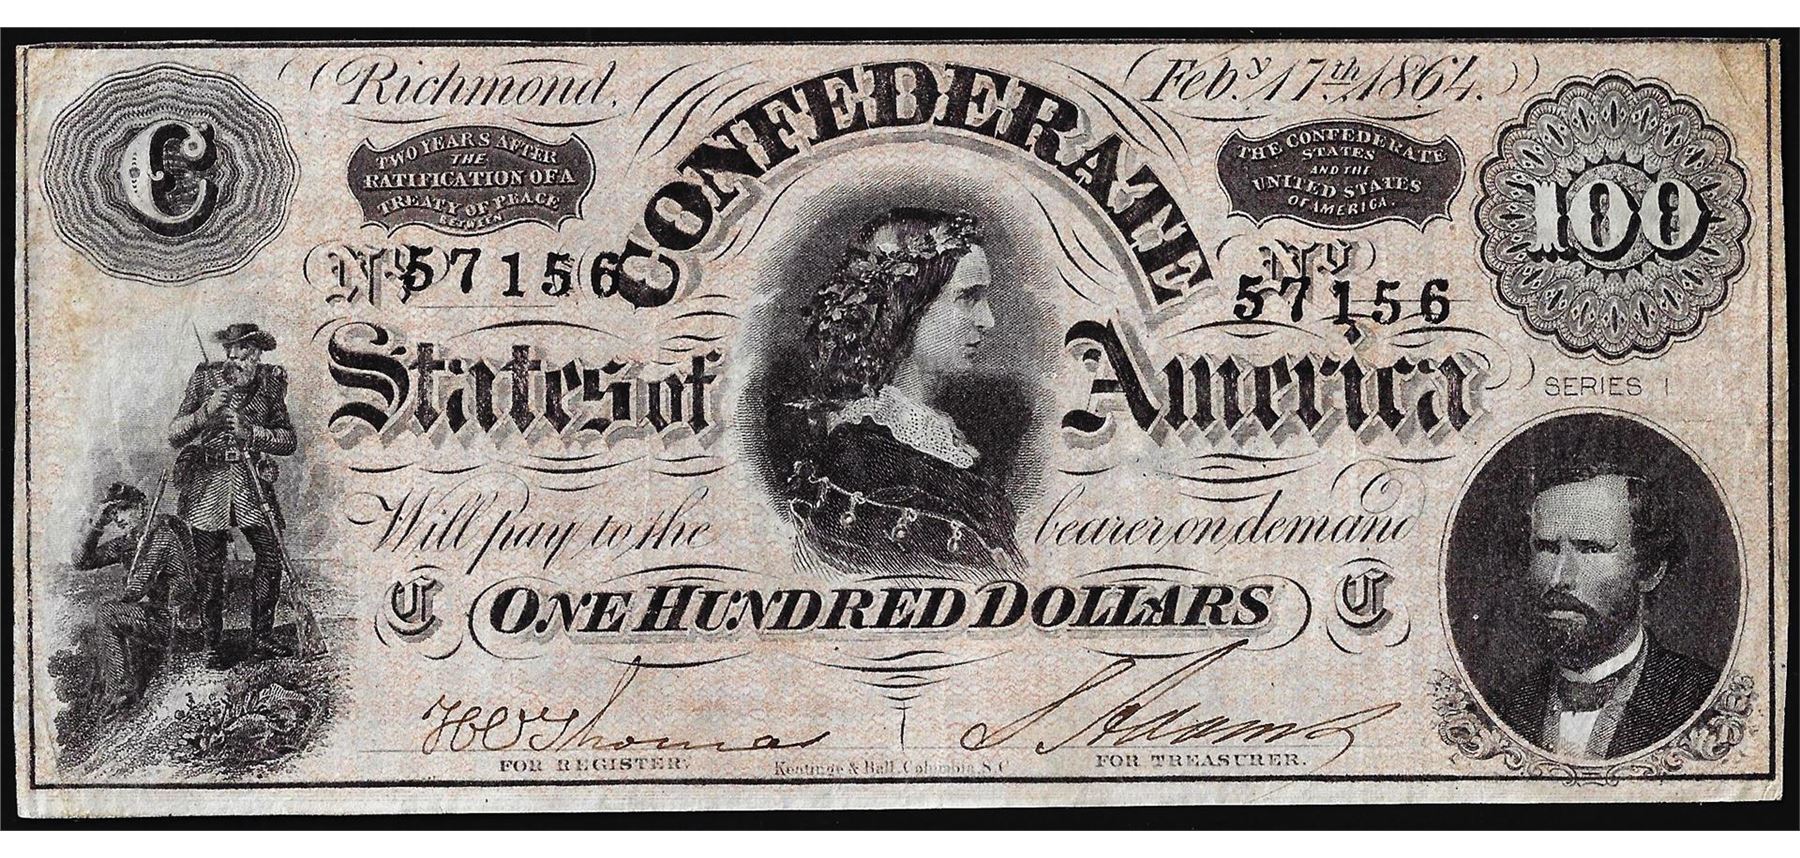 Richmond, Feby. 17th 1864.
C
TWO YEARS AFTER
THE
RATIFICATION OF A
TREATY OF PEACE
BETWEEN
THE CONFEDERATE
STATES
AND THE
UNITED STATES
OF AMERICA.
100
CONFEDERATE
No 57156
No 57156
States of America
SERIES 1
Will pay to the bearer on demand
C ONE HUNDRED DOLLARS C
Thomas
FOR REGISTER.
Keatinge & Ball, Columbia, S.C.
FOR TREASURER.